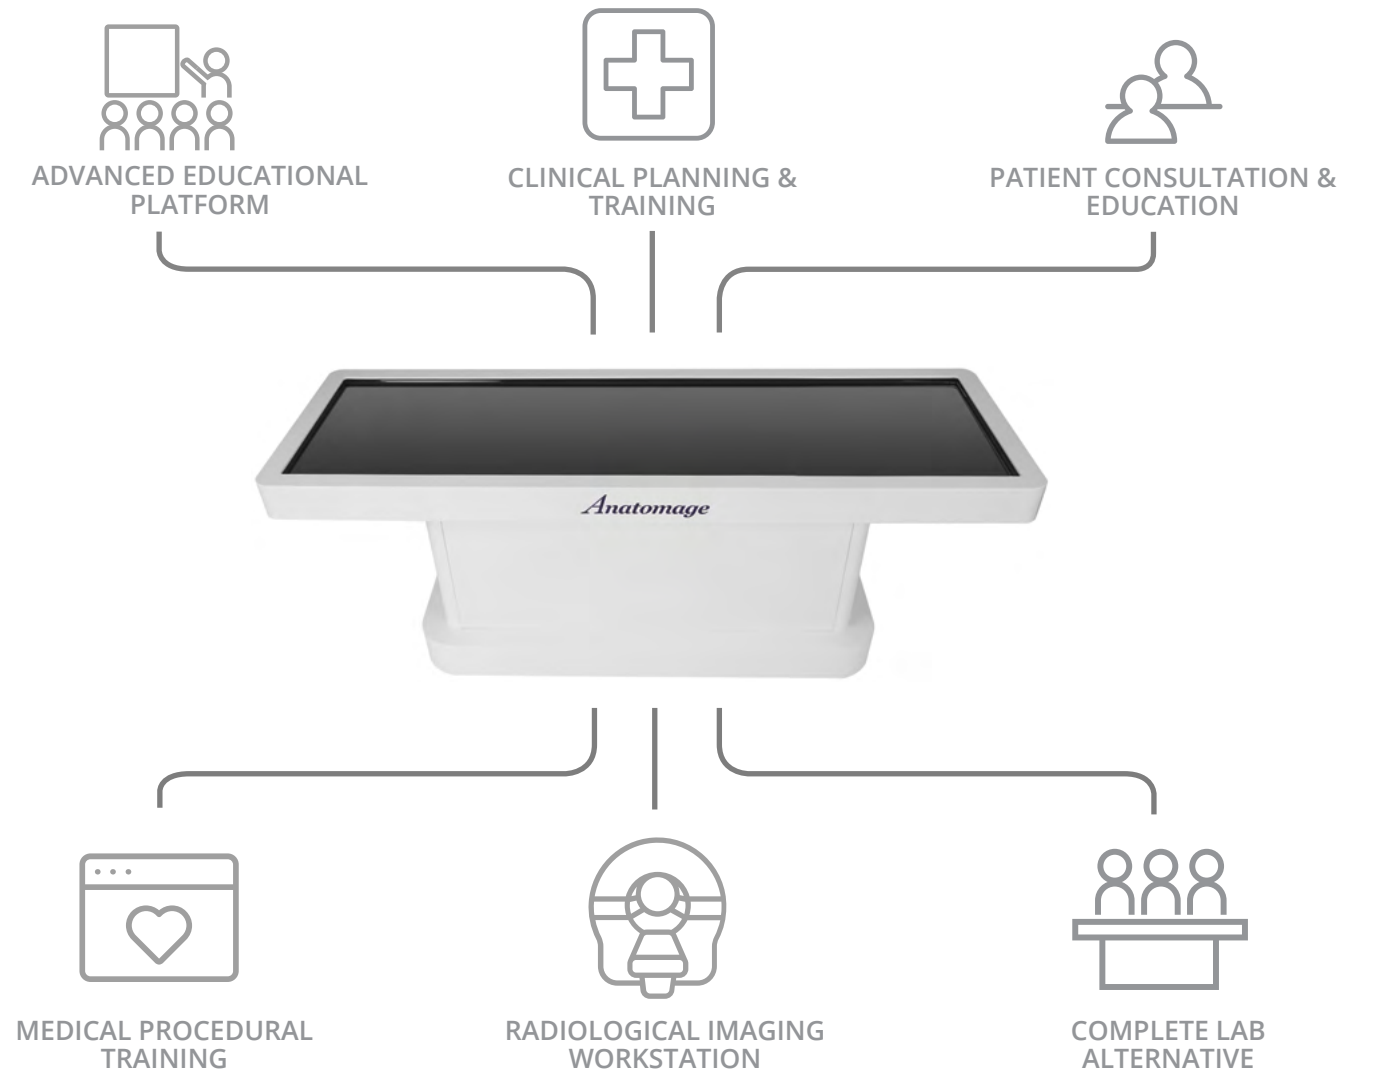 ADVANCED EDUCATIONAL
PLATFORM
CLINICAL PLANNING &
TRAINING
PATIENT CONSULTATION &
EDUCATION
Anatomage
MEDICAL PROCEDURAL
TRAINING
RADIOLOGICAL IMAGING
WORKSTATION
COMPLETE LAB
ALTERNATIVE